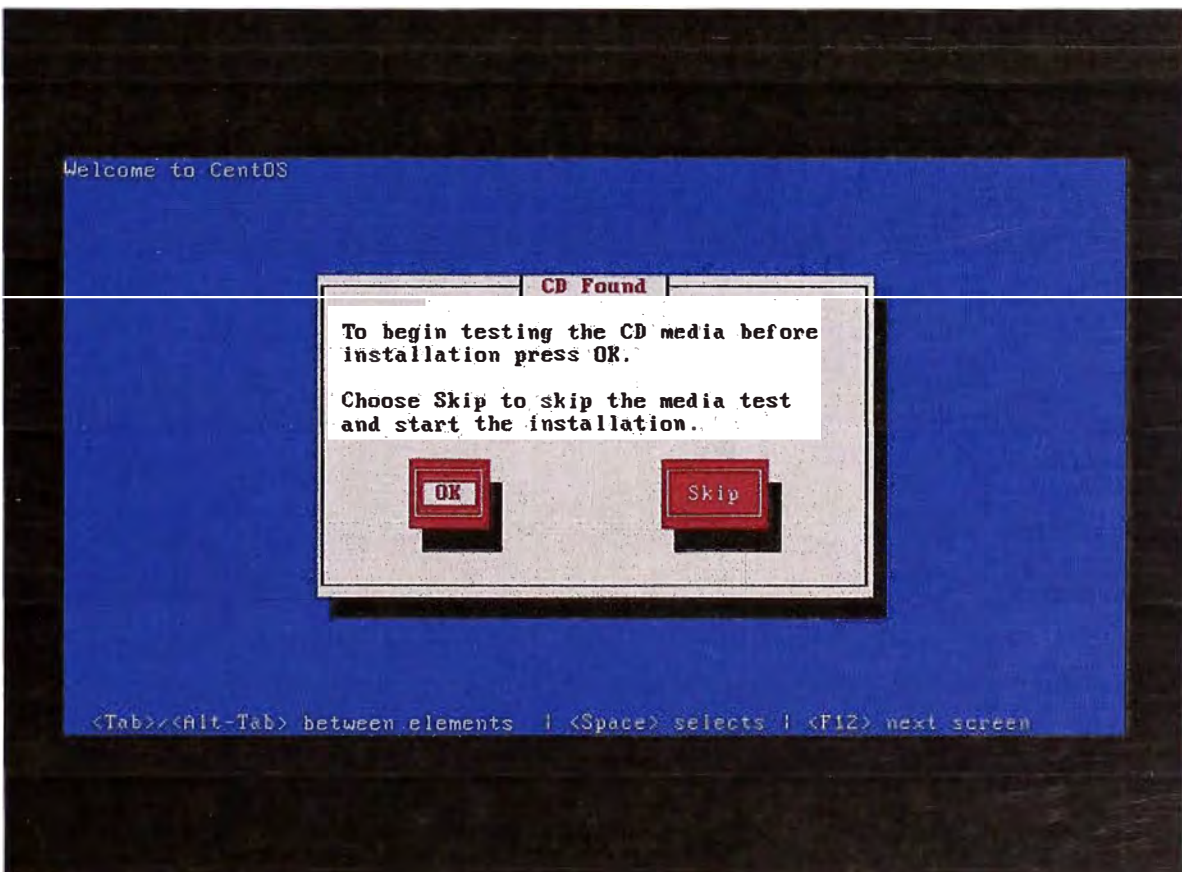 Welcome to CentOS
CD Found
To begin testing the CD media before
installation press OK.
Choose Skip to skip the media test
and start the installation.
OK Skip
<Tab>/<Alt-Tab> between elements | <Space> selects | <F12> next screen